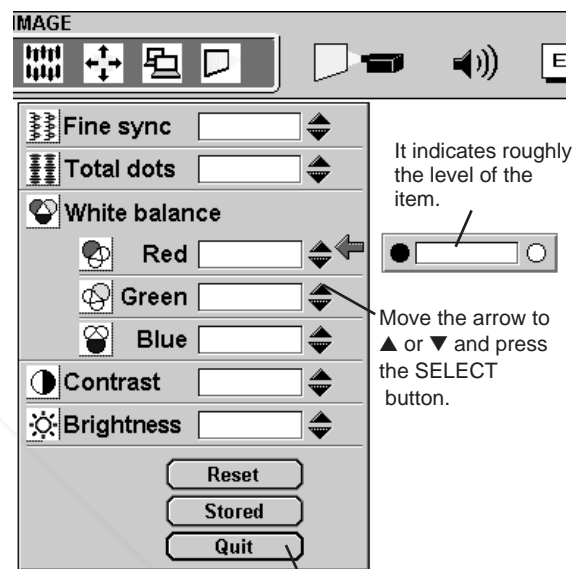 IMAGE
E
Fine sync
Total dots
White balance
Red
Green
Blue
Contrast
Brightness
Reset
Stored
Quit
It indicates roughly
the level of the
item.
Move the arrow to
▲ or ▼ and press
the SELECT
button.